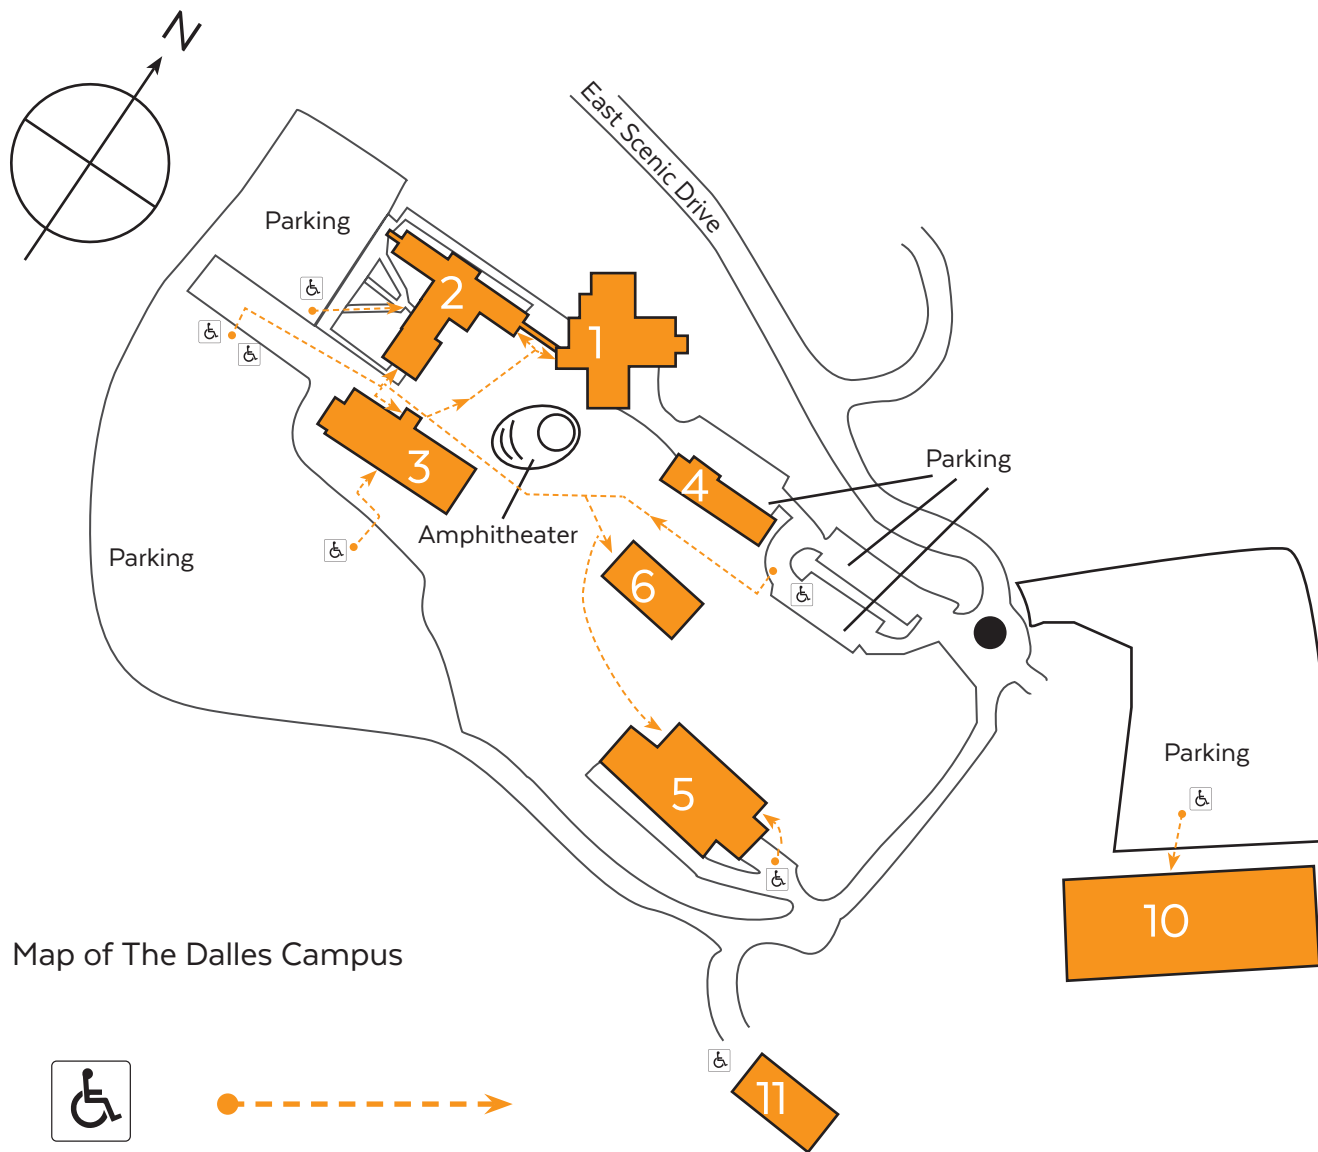 N
East Scenic Drive
Parking
2
1
3
4
Parking
Amphitheater
Parking
6
Parking
5
10
Map of The Dalles Campus
11